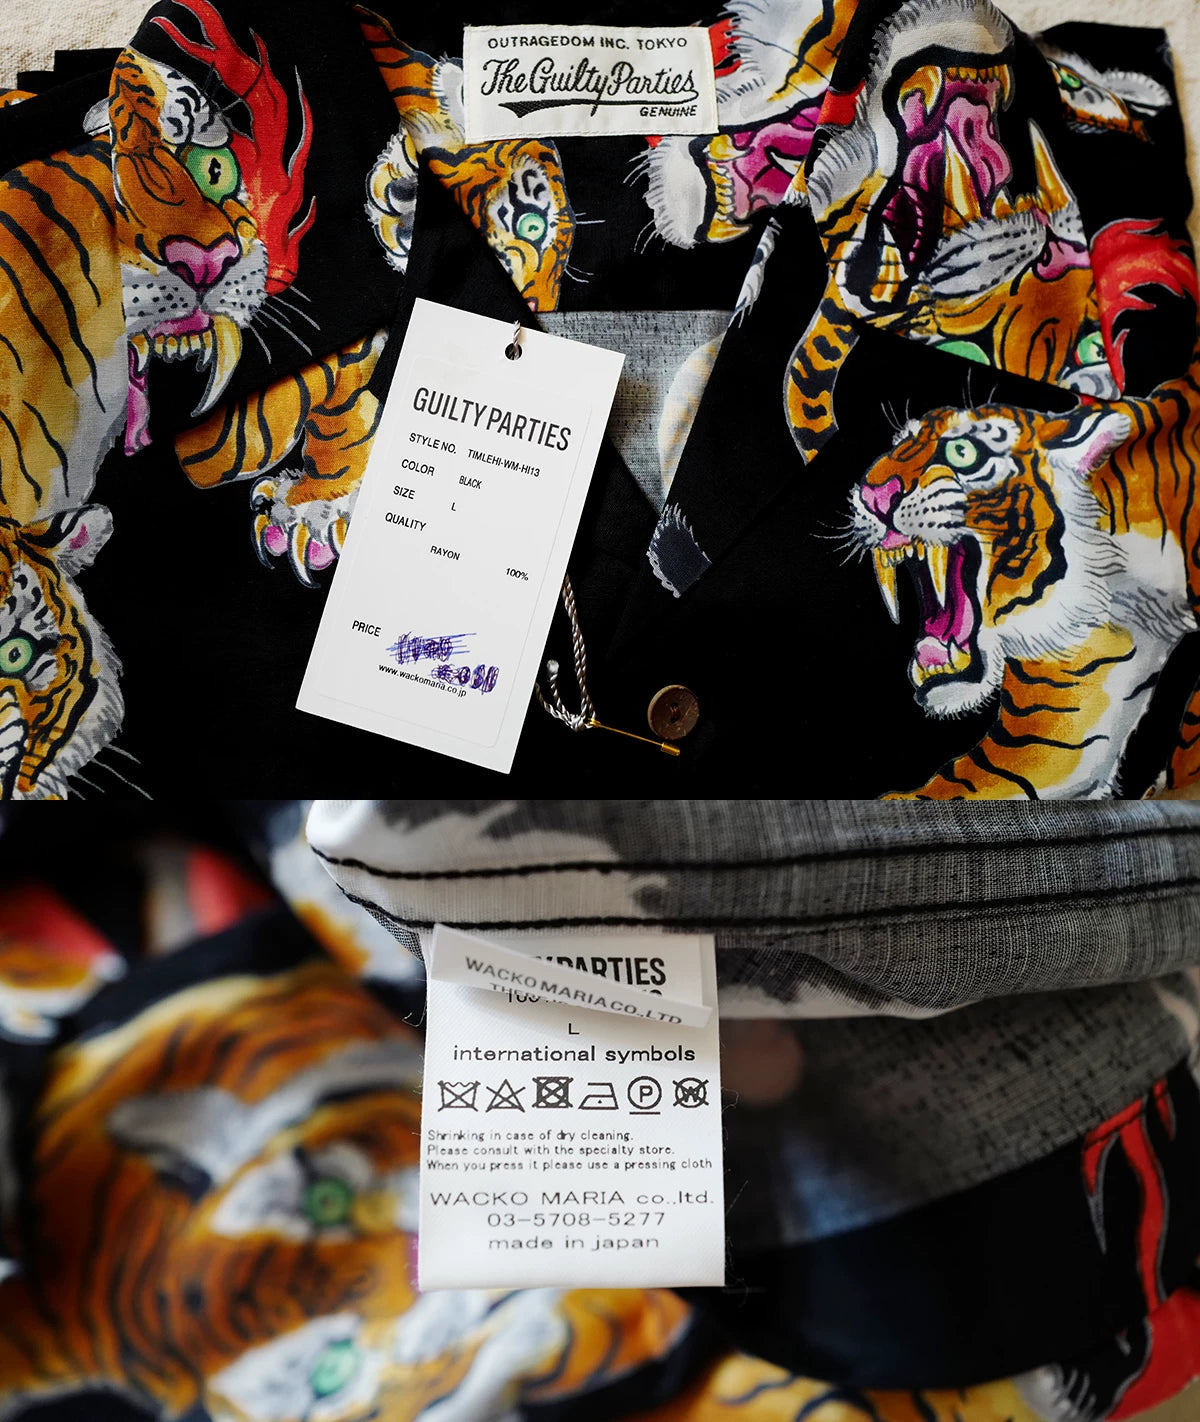 OUTRAGEDOM INC. TOKYO
The Guilty Parties
GENUINE
GUILTY PARTIES
STYLE NO. TIMLEHI-WM-HI13
COLOR BLACK
SIZE L
QUALITY
RAYON
100%
PRICE
www.wackomaria.co.jp
PARTIES
WACKO MARIA CO.,LTD
L
international symbols
P
W
Shrinking in case of dry cleaning.
Please consult with the specialty store.
When you press it please use a pressing cloth
WACKO MARIA co.,ltd.
03-5708-5277
made in japan